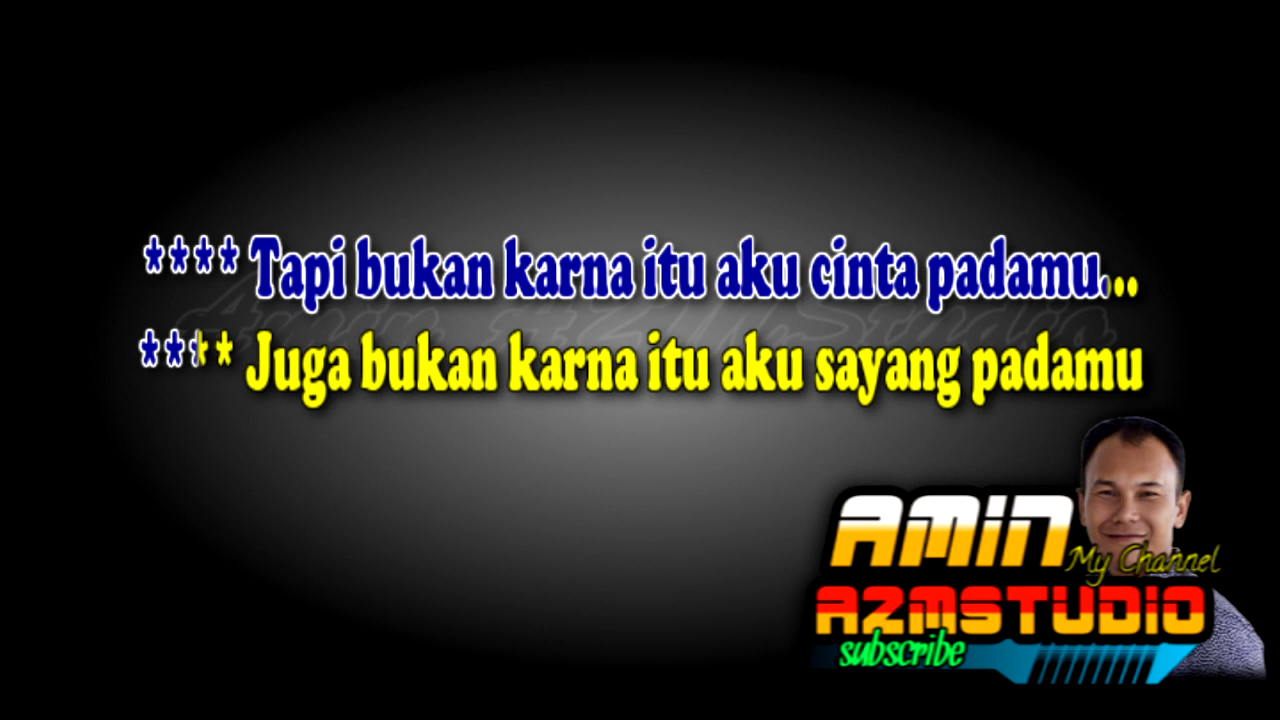 **** Tapi bukan karna itu aku cinta padamu...
**** Juga bukan karna itu aku sayang padamu
AMIN
My Channel
AZMSTUDIO
subscribe